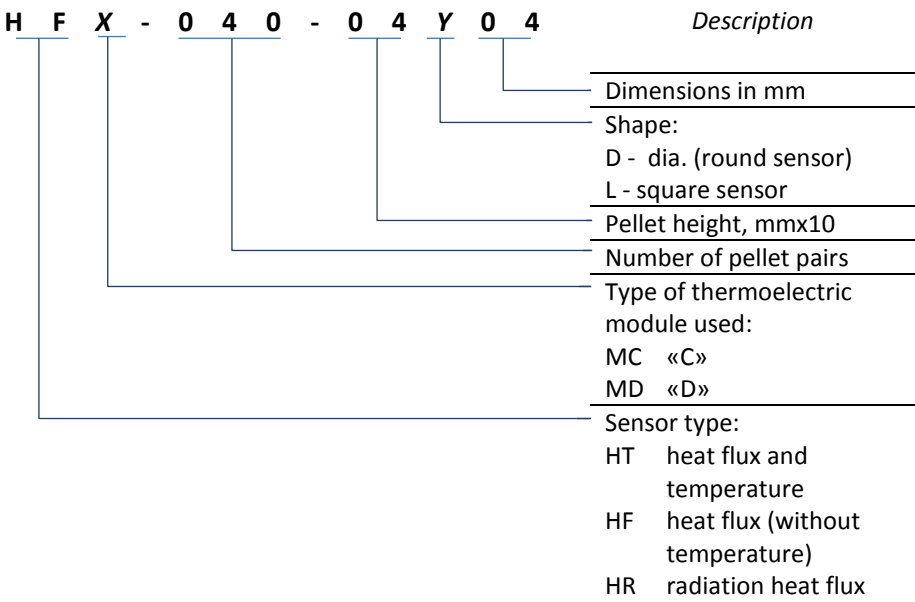 H F X - 0 4 0 - 0 4 Y 0 4 Description
Dimensions in mm
Shape:
D - dia. (round sensor)
L - square sensor
Pellet height, mmx10
Number of pellet pairs
Type of thermoelectric
module used:
MC «C»
MD «D»
Sensor type:
HT heat flux and
temperature
HF heat flux (without
temperature)
HR radiation heat flux